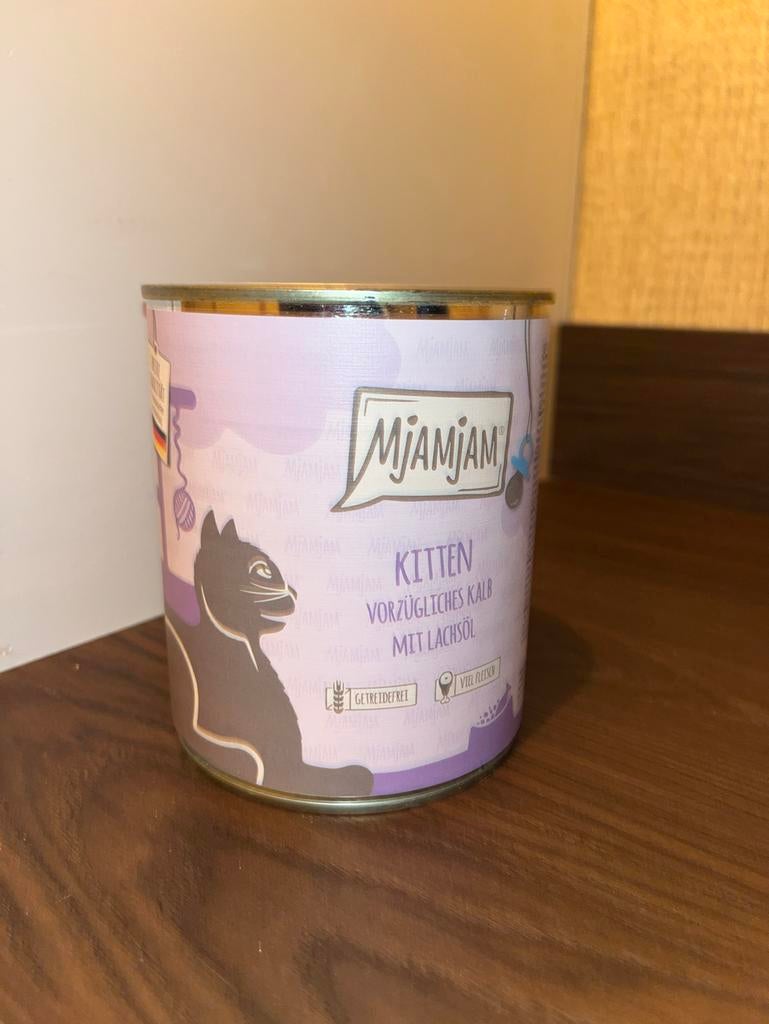 MjAMjAM®
KITTEN
VORZÜGLICHES KALB
MIT LACHSÖL
GETREIDEFREI
VIEL FLEISCH